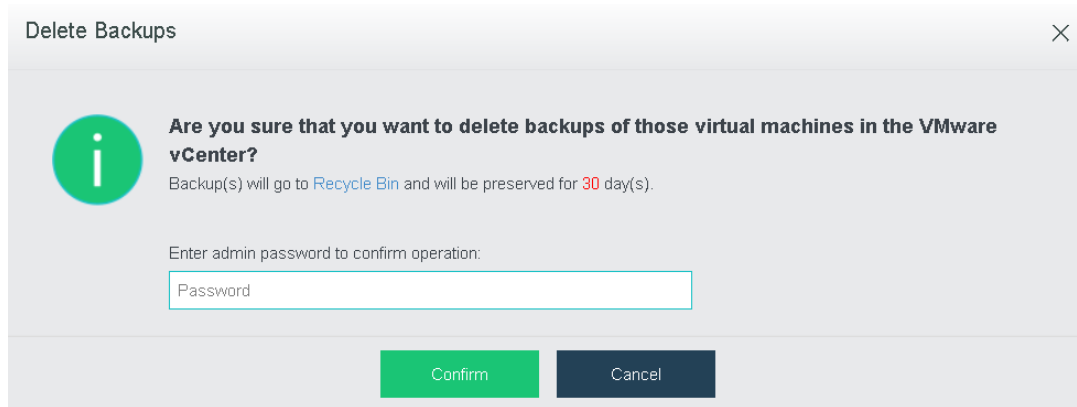 Delete Backups
Are you sure that you want to delete backups of those virtual machines in the VMware
vCenter?
Backup(s) will go to Recycle Bin and will be preserved for 30 day(s).
Enter admin password to confirm operation:
Password
Confirm
Cancel